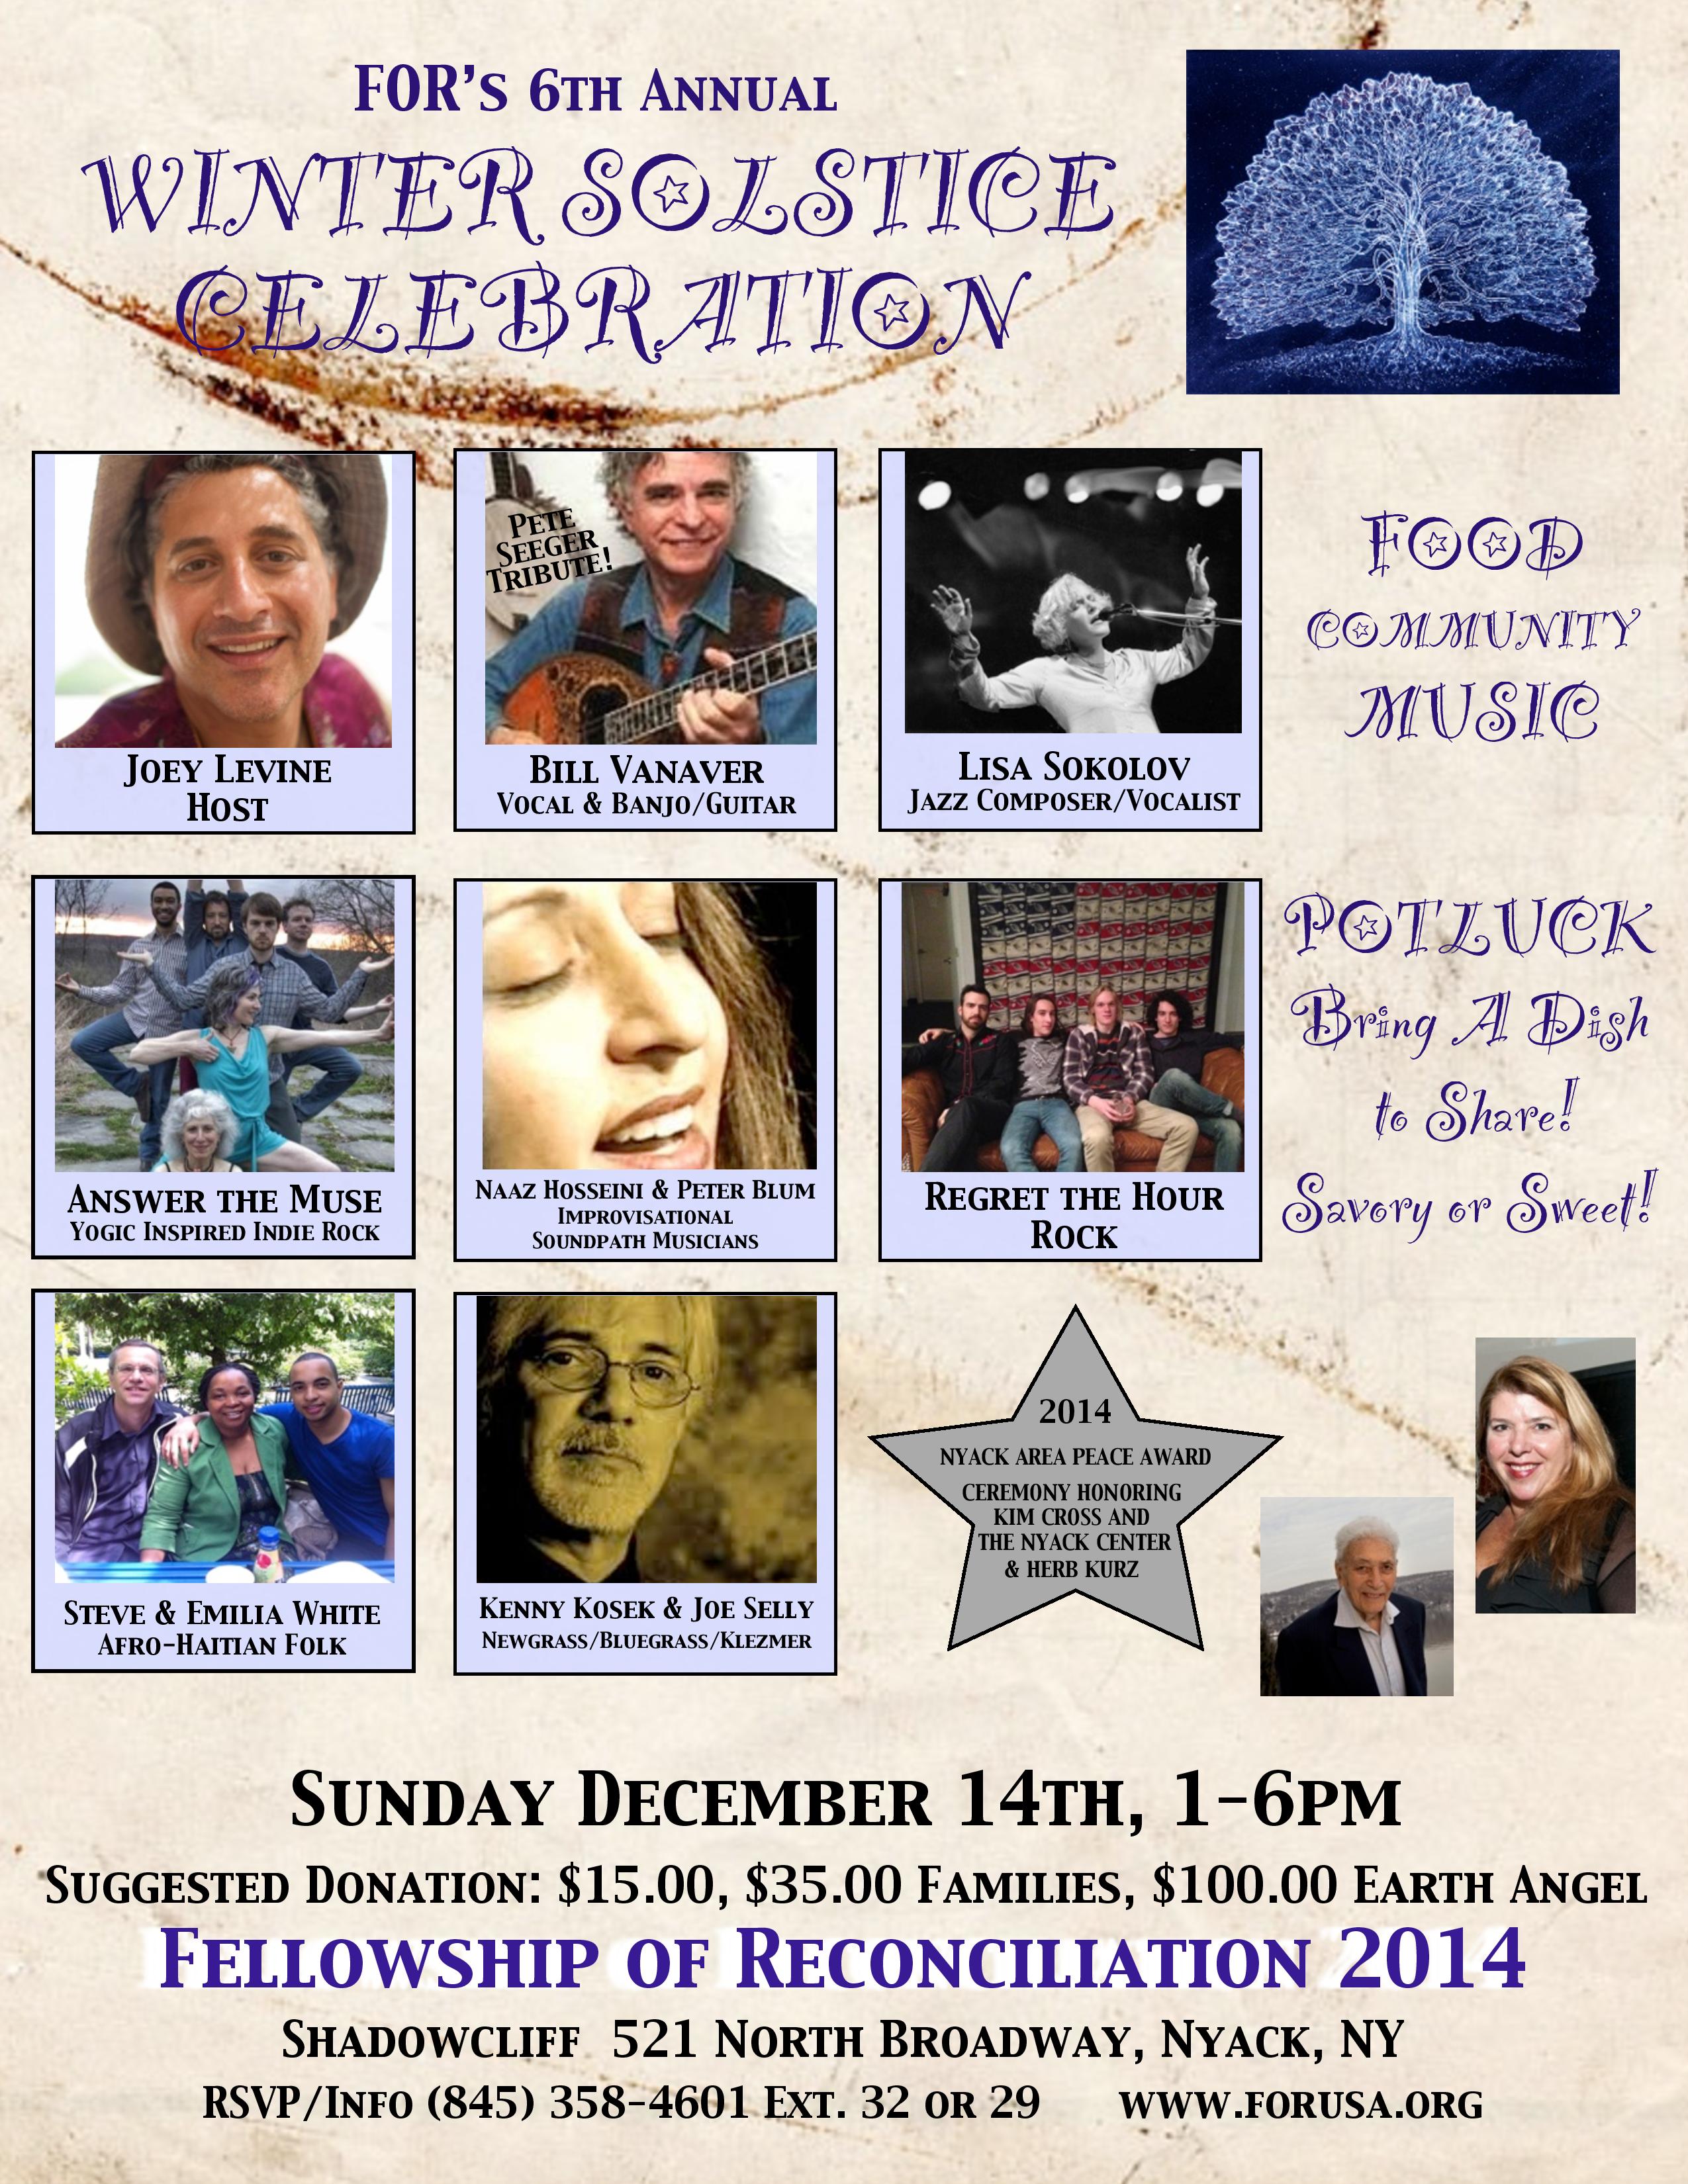 FOR's 6th Annual
WINTER SOLSTICE
CELEBRATION
Pete
Seeger
Tribute!
Joey Levine
Host
Bill Vanaver
Vocal & Banjo/Guitar
Lisa Sokolov
Jazz Composer/Vocalist
FOOD
COMMUNITY
MUSIC
Answer the Muse
Yogic Inspired Indie Rock
Naaz Hosseini & Peter Blum
Improvisational
Soundpath Musicians
Regret the Hour
Rock
POTLUCK
Bring A Dish
to Share!
Savory or Sweet!
Steve & Emilia White
Afro-Haitian Folk
Kenny Kosek & Joe Selly
Newgrass/Bluegrass/Klezmer
2014
NYACK AREA PEACE AWARD
CEREMONY HONORING
KIM CROSS AND
THE NYACK CENTER
& HERB KURZ
Sunday December 14th, 1-6pm
Suggested Donation: $15.00, $35.00 Families, $100.00 Earth Angel
Fellowship of Reconciliation 2014
Shadowcliff 521 North Broadway, Nyack, NY
RSVP/Info (845) 358-4601 Ext. 32 or 29 www.forusa.org